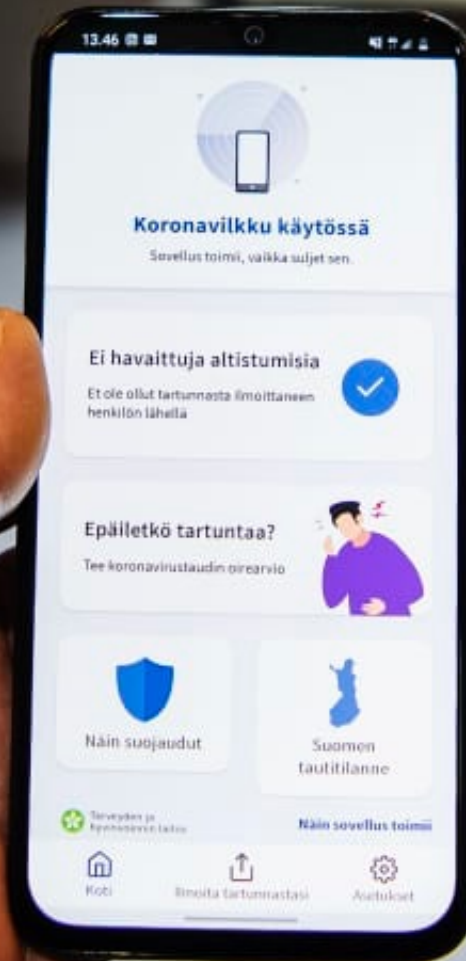 13.46
Koronavilkku käytössä
Sovellus toimii, vaikka suljet sen.
Ei havaittuja altistumisia
Et ole ollut tartunnasta ilmoittaneen
henkilön lähellä
Epäiletkö tartuntaa?
Tee koronavirustaudin oirearvio
Näin suojaudut
Suomen
tautitilanne
Terveyden ja
hyvinvoinnin laitos
Näin sovellus toimii
Koti
Ilmoita tartunnastasi
Asetukset